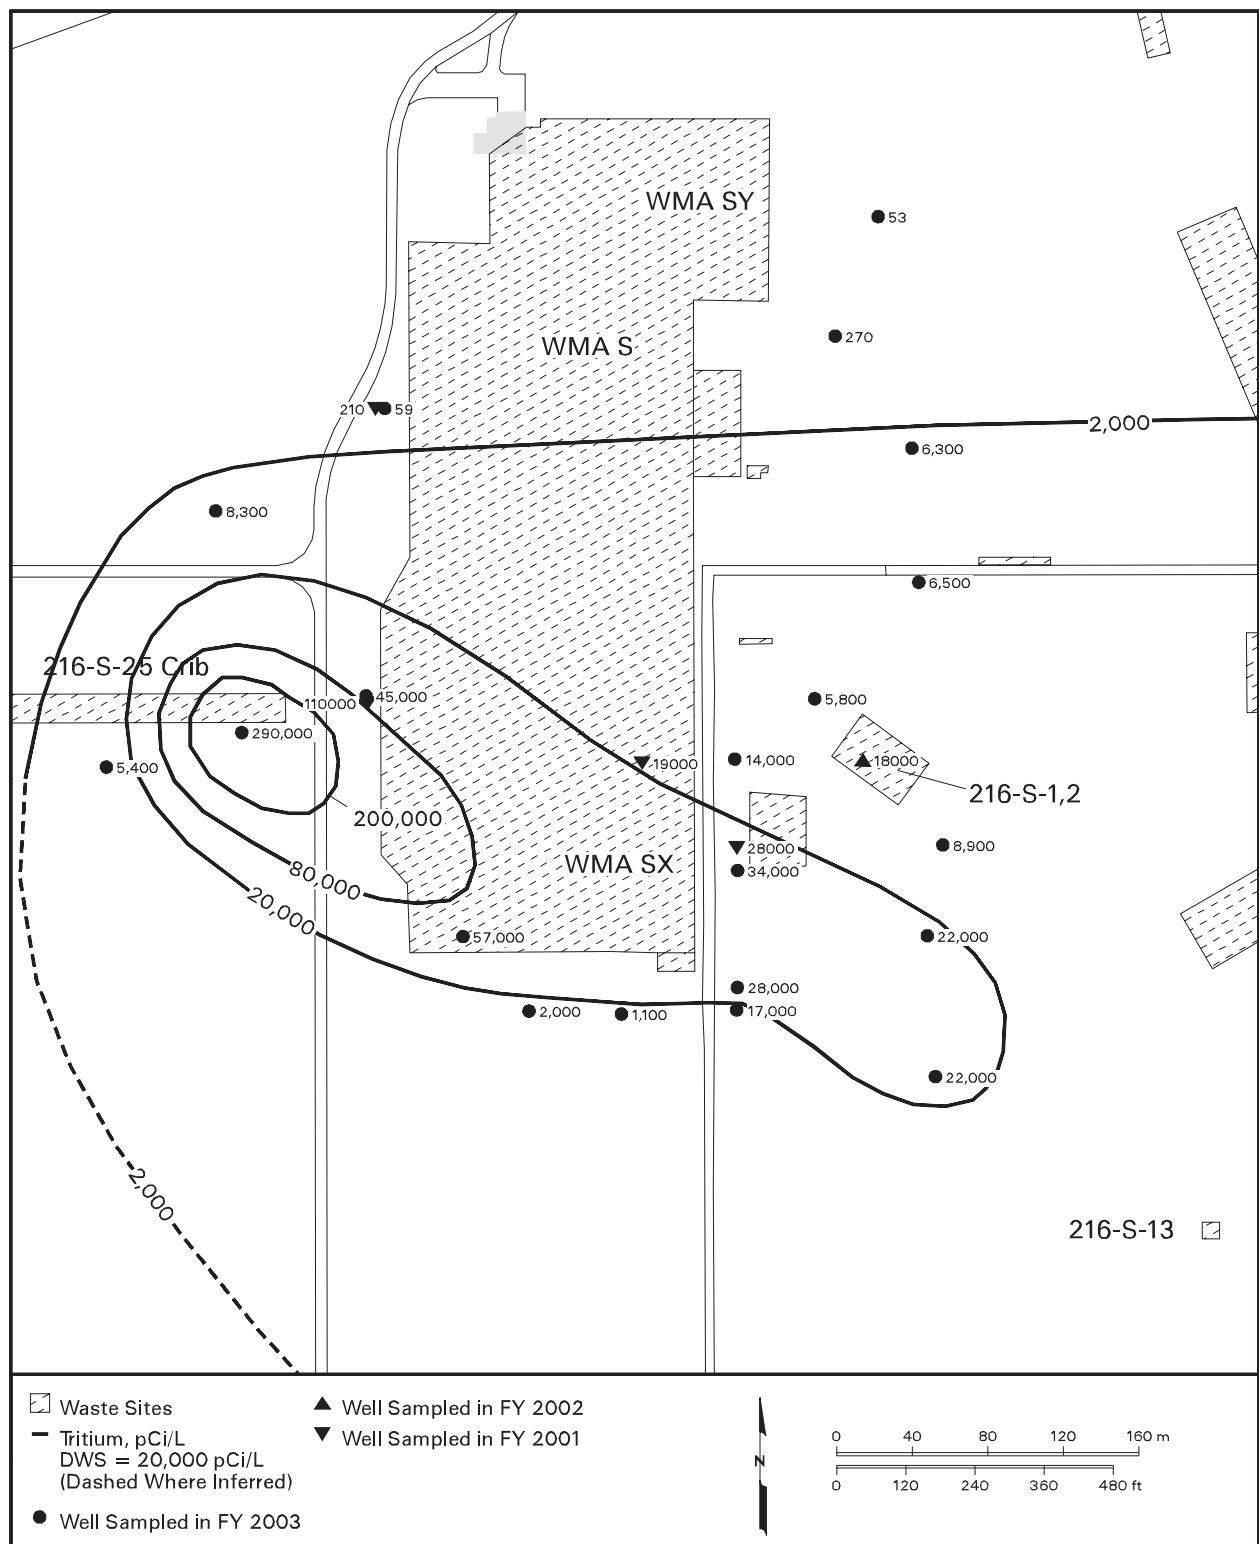 WMA SY
53
WMA S
270
210
59
2,000
6,300
8,300
6,500
216-S-25 Crib
110000
45,000
5,800
290,000
5,400
19000
14,000
18000
216-S-1,2
200,000
28000
8,900
WMA SX
34,000
80,000
20,000
57,000
22,000
28,000
2,000
1,100
17,000
22,000
2,000
216-S-13
Waste Sites
Tritium, pCi/L
DWS = 20,000 pCi/L
(Dashed Where Inferred)
Well Sampled in FY 2003
Well Sampled in FY 2002
Well Sampled in FY 2001
N
0 40 80 120 160 m
0 120 240 360 480 ft